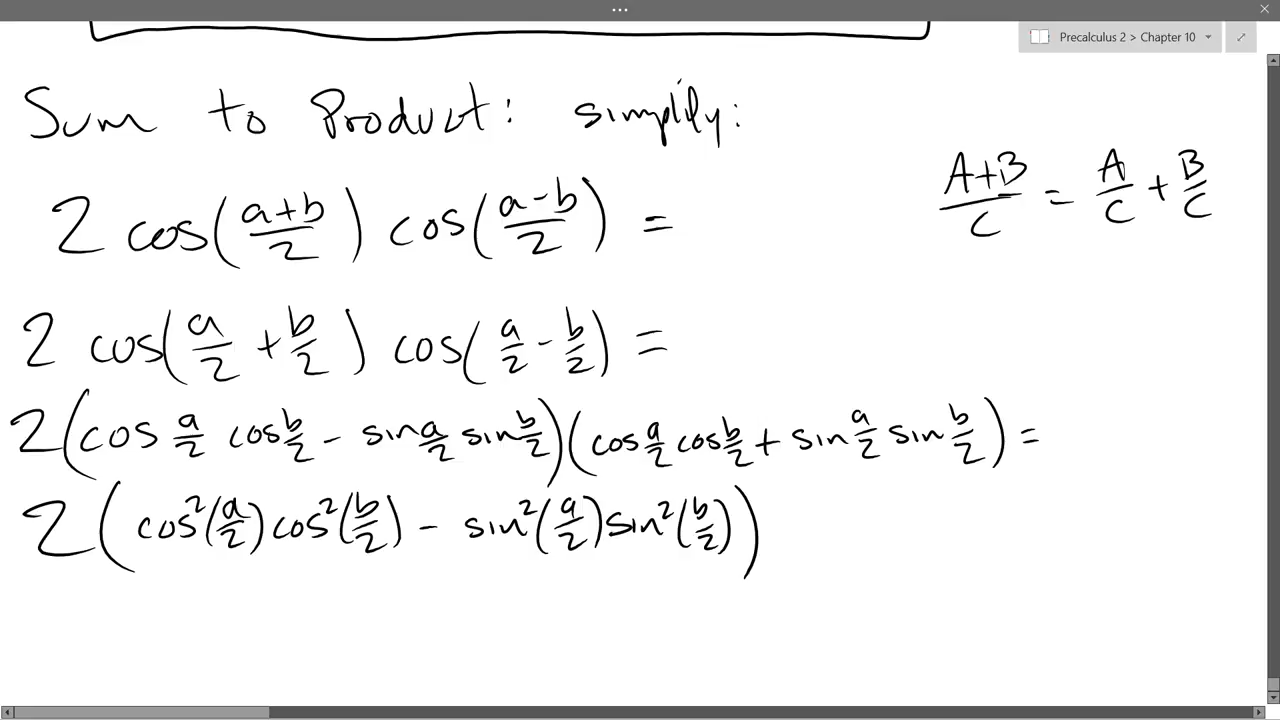 Precalculus 2 > Chapter 10
Sum to Product: simplify:
(A+B)/C = A/C + B/C
2 cos((a+b)/2) cos((a-b)/2) =
2 cos(a/2 + b/2) cos(a/2 - b/2) =
2(cos a/2 cos b/2 - sin a/2 sin b/2)(cos a/2 cos b/2 + sin a/2 sin b/2) =
2(cos²(a/2)cos²(b/2) - sin²(a/2)sin²(b/2))